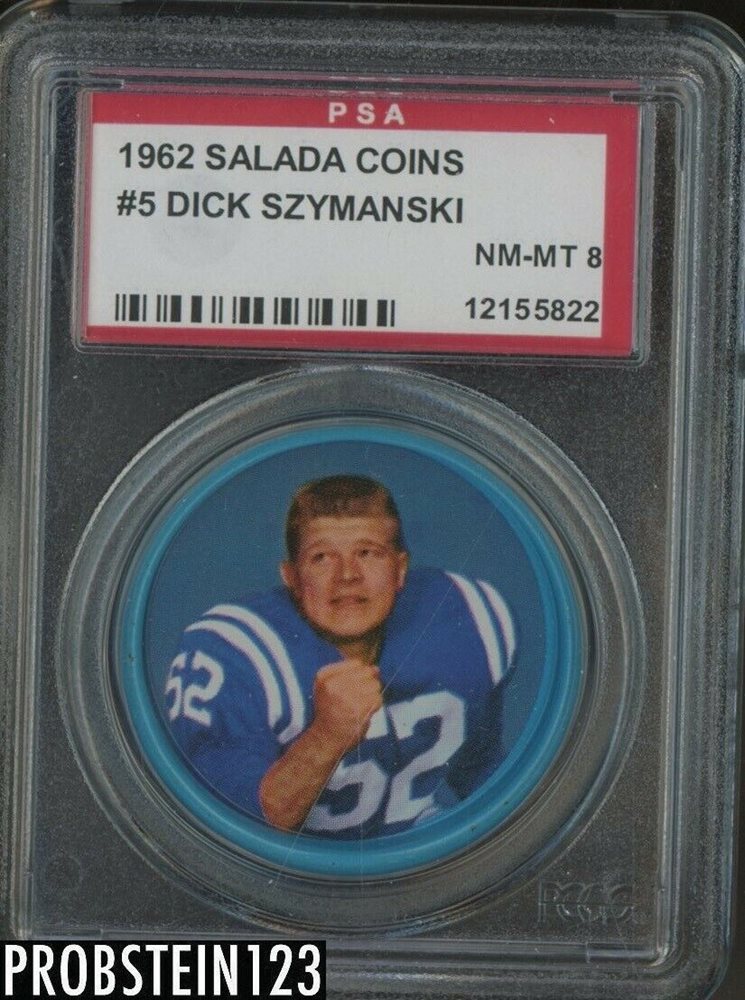 PSA
1962 SALADA COINS
#5 DICK SZYMANSKI
NM-MT 8
12155822
52
52
PROBSTEIN123